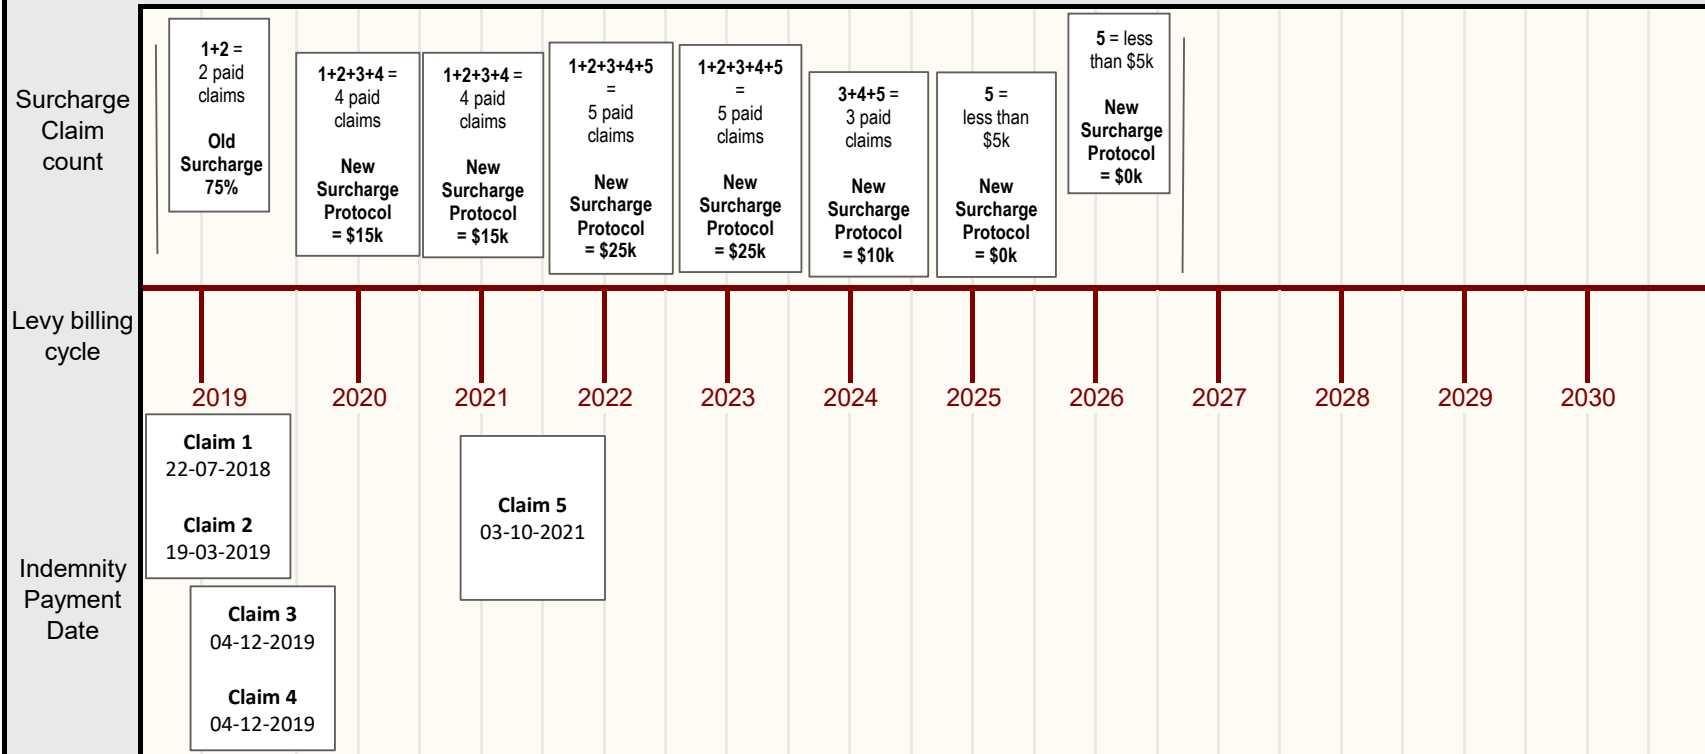 Surcharge
Claim
count
1+2 =
2 paid
claims
Old
Surcharge
75%
1+2+3+4 =
4 paid
claims
New
Surcharge
Protocol
= $15k
1+2+3+4 =
4 paid
claims
New
Surcharge
Protocol
= $15k
1+2+3+4+5
=
5 paid
claims
New
Surcharge
Protocol
= $25k
1+2+3+4+5
=
5 paid
claims
New
Surcharge
Protocol
= $25k
3+4+5 =
3 paid
claims
New
Surcharge
Protocol
= $10k
5 =
less than
$5k
New
Surcharge
Protocol
= $0k
5 = less
than $5k
New
Surcharge
Protocol
= $0k
Levy billing
cycle
2019
2020
2021
2022
2023
2024
2025
2026
2027
2028
2029
2030
Indemnity
Payment
Date
Claim 1
22-07-2018
Claim 2
19-03-2019
Claim 3
04-12-2019
Claim 4
04-12-2019
Claim 5
03-10-2021